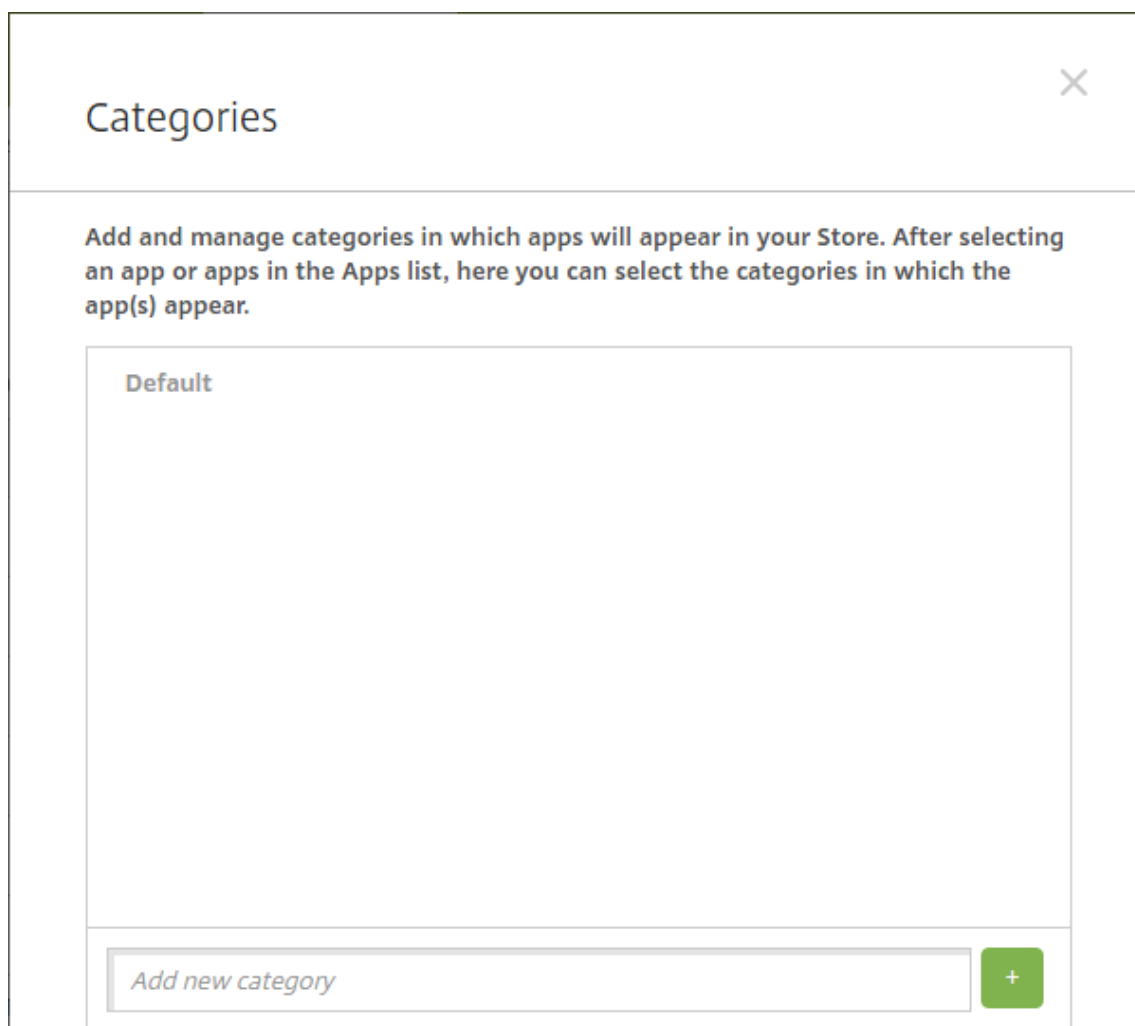 Categories
Add and manage categories in which apps will appear in your Store. After selecting
an app or apps in the Apps list, here you can select the categories in which the
app(s) appear.
Default
Add new category
+